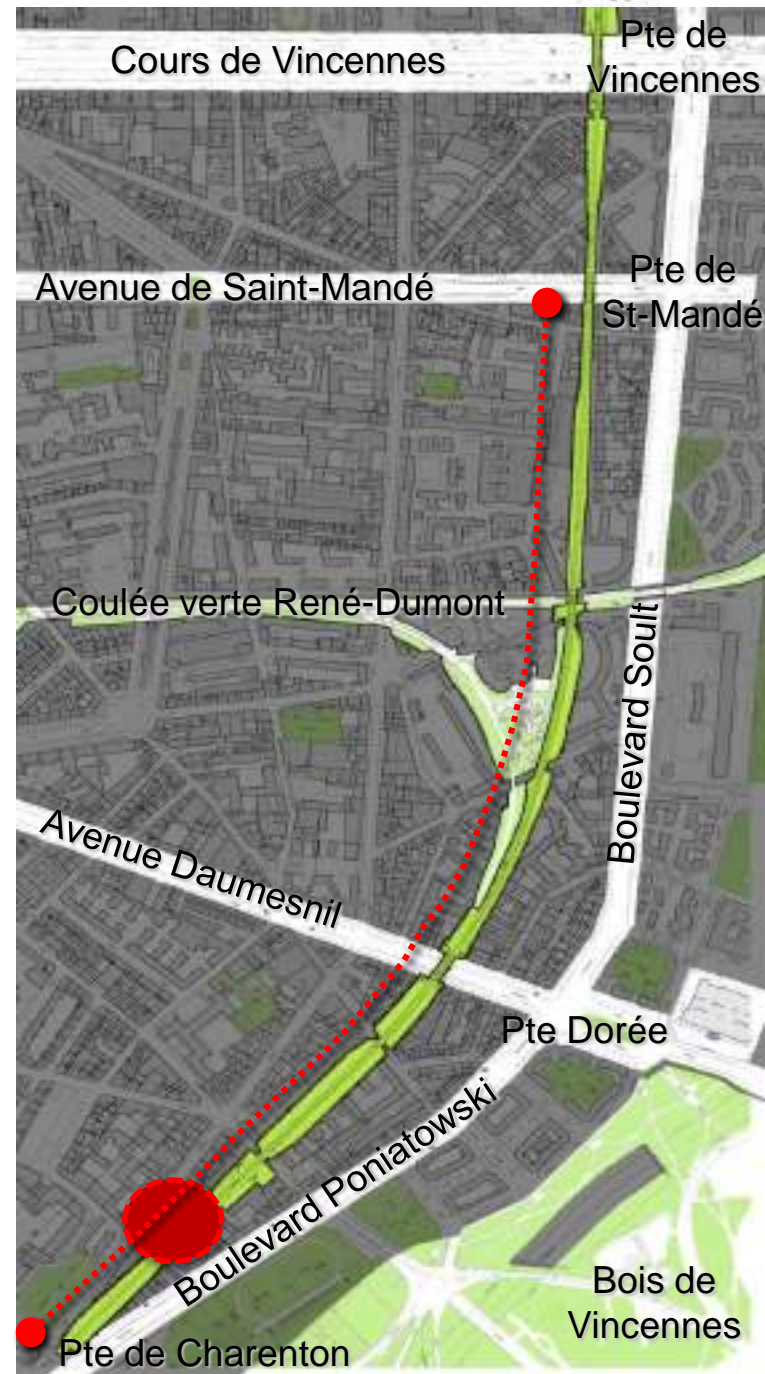 Cours de Vincennes
Pte de
Vincennes
Avenue de Saint-Mandé
Pte de
St-Mandé
Coulée verte René-Dumont
Boulevard Soult
Avenue Daumesnil
Pte Dorée
Boulevard Poniatowski
Bois de
Vincennes
Pte de Charenton